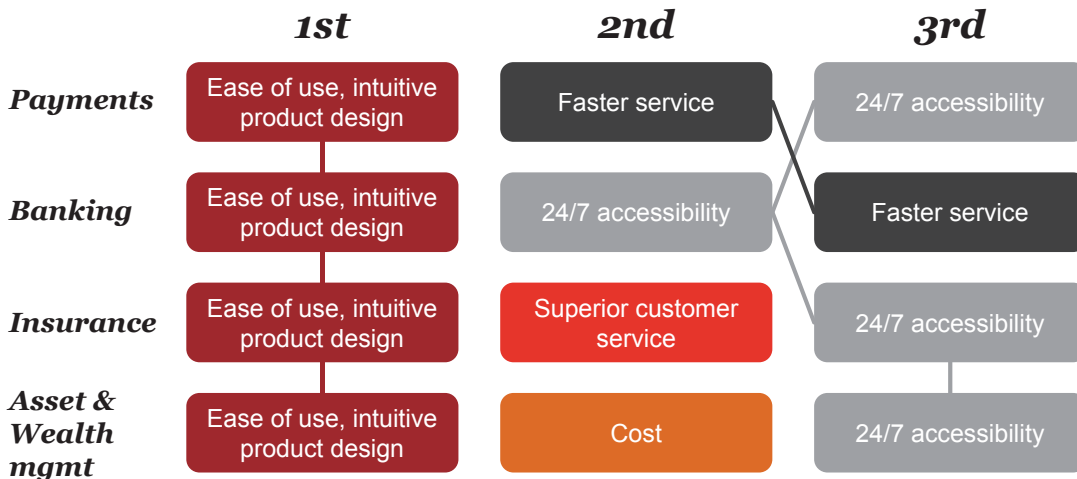 1st 2nd 3rd
Payments
Ease of use, intuitive
product design
Faster service
24/7 accessibility
Banking
Ease of use, intuitive
product design
24/7 accessibility
Faster service
Insurance
Ease of use, intuitive
product design
Superior customer
service
24/7 accessibility
Asset &
Wealth
mgmt
Ease of use, intuitive
product design
Cost
24/7 accessibility